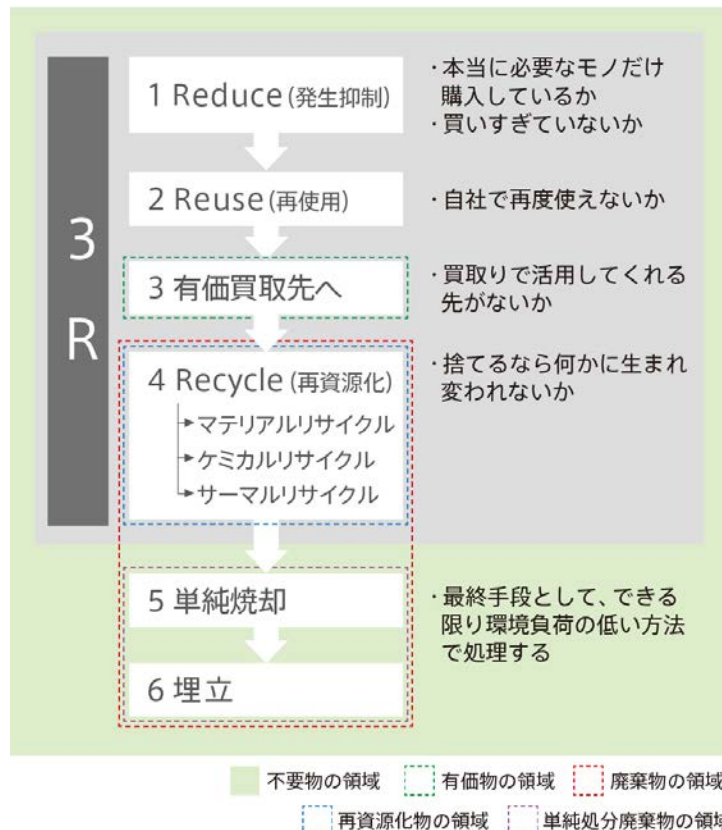 3R
1 Reduce(発生抑制)
・本当に必要なモノだけ
購入しているか
・買いすぎていないか
2 Reuse(再使用)
・自社で再度使えないか
3 有価買取先へ
・買取りで活用してくれる
先がないか
4 Recycle(再資源化)
マテリアルリサイクル
ケミカルリサイクル
サーマルリサイクル
・捨てるなら何かに生まれ
変われないか
5 単純焼却
・最終手段として、できる
限り環境負荷の低い方法
で処理する
6 埋立
不要物の領域 有価物の領域 廃棄物の領域
再資源化物の領域 単純処分廃棄物の領域